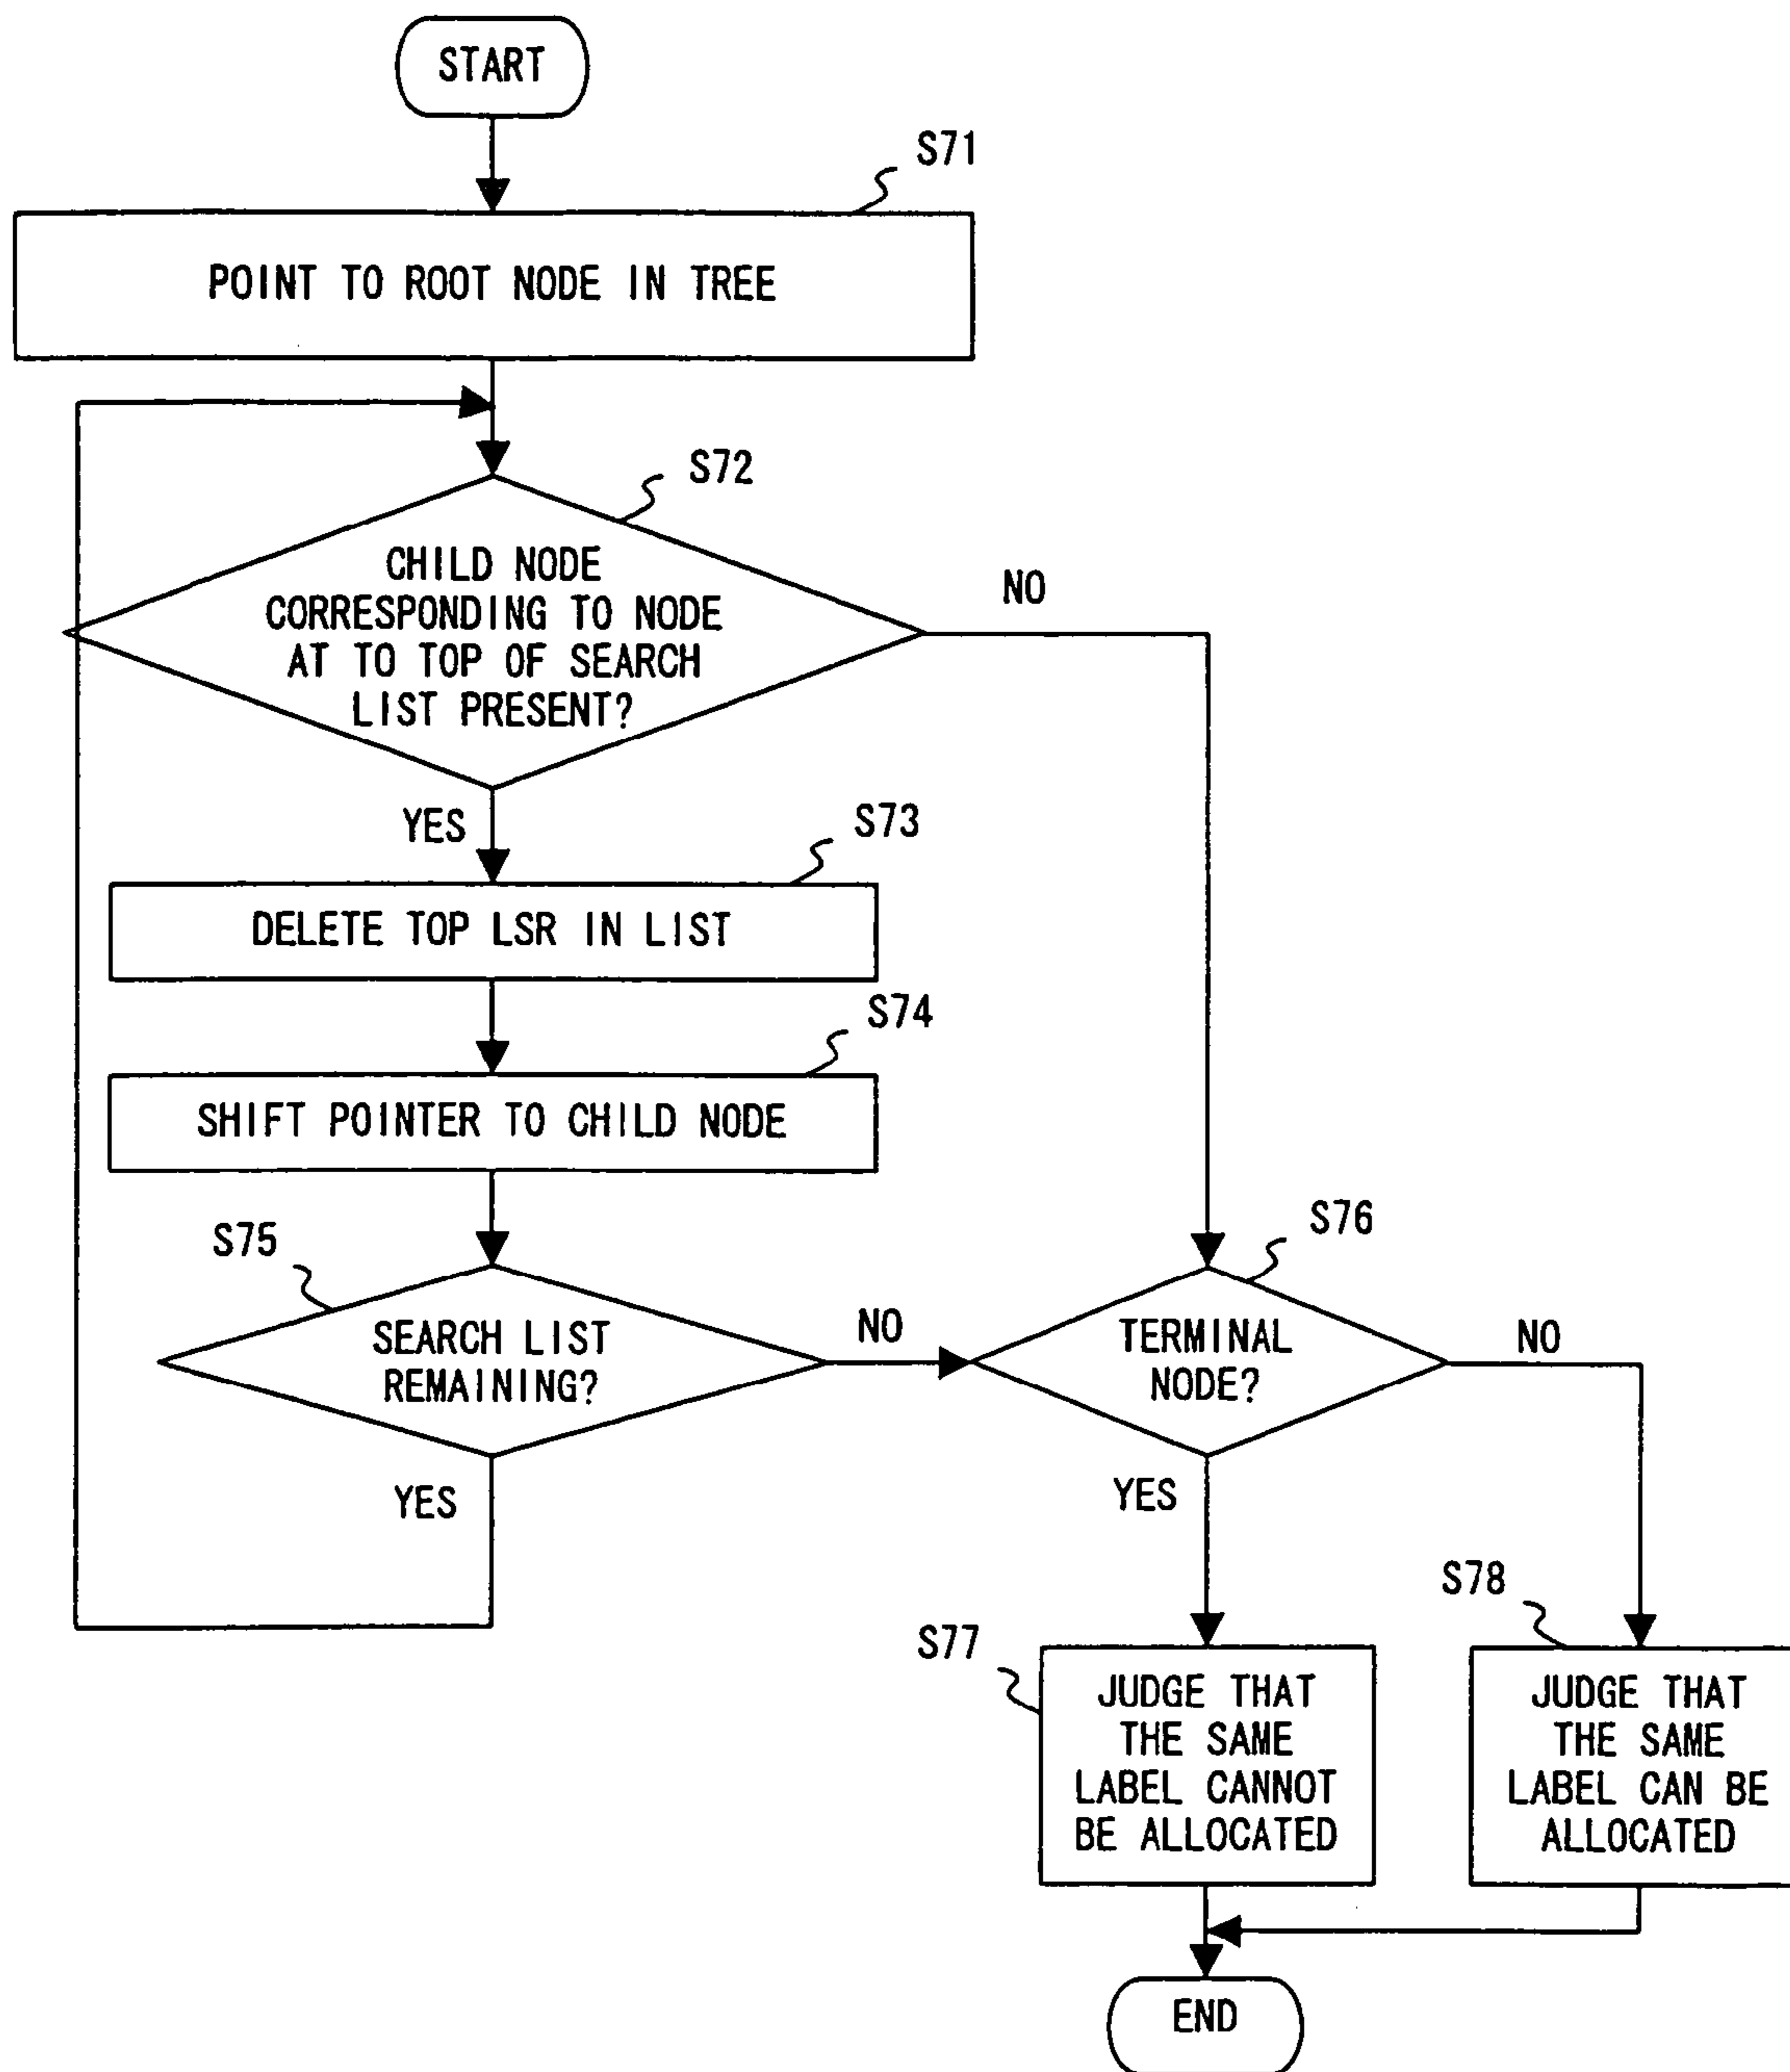 START
S71
POINT TO ROOT NODE IN TREE
S72
CHILD NODE
CORRESPONDING TO NODE
AT TO TOP OF SEARCH
LIST PRESENT?
NO
YES
S73
DELETE TOP LSR IN LIST
S74
SHIFT POINTER TO CHILD NODE
S75
SEARCH LIST
REMAINING?
NO
YES
S76
TERMINAL
NODE?
NO
YES
S77
JUDGE THAT
THE SAME
LABEL CANNOT
BE ALLOCATED
S78
JUDGE THAT
THE SAME
LABEL CAN BE
ALLOCATED
END